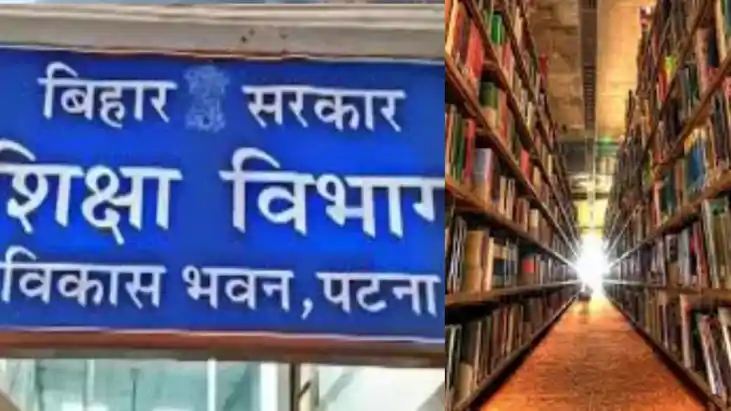 बिहार सरकार
शिक्षा विभाग
विकास भवन, पटना